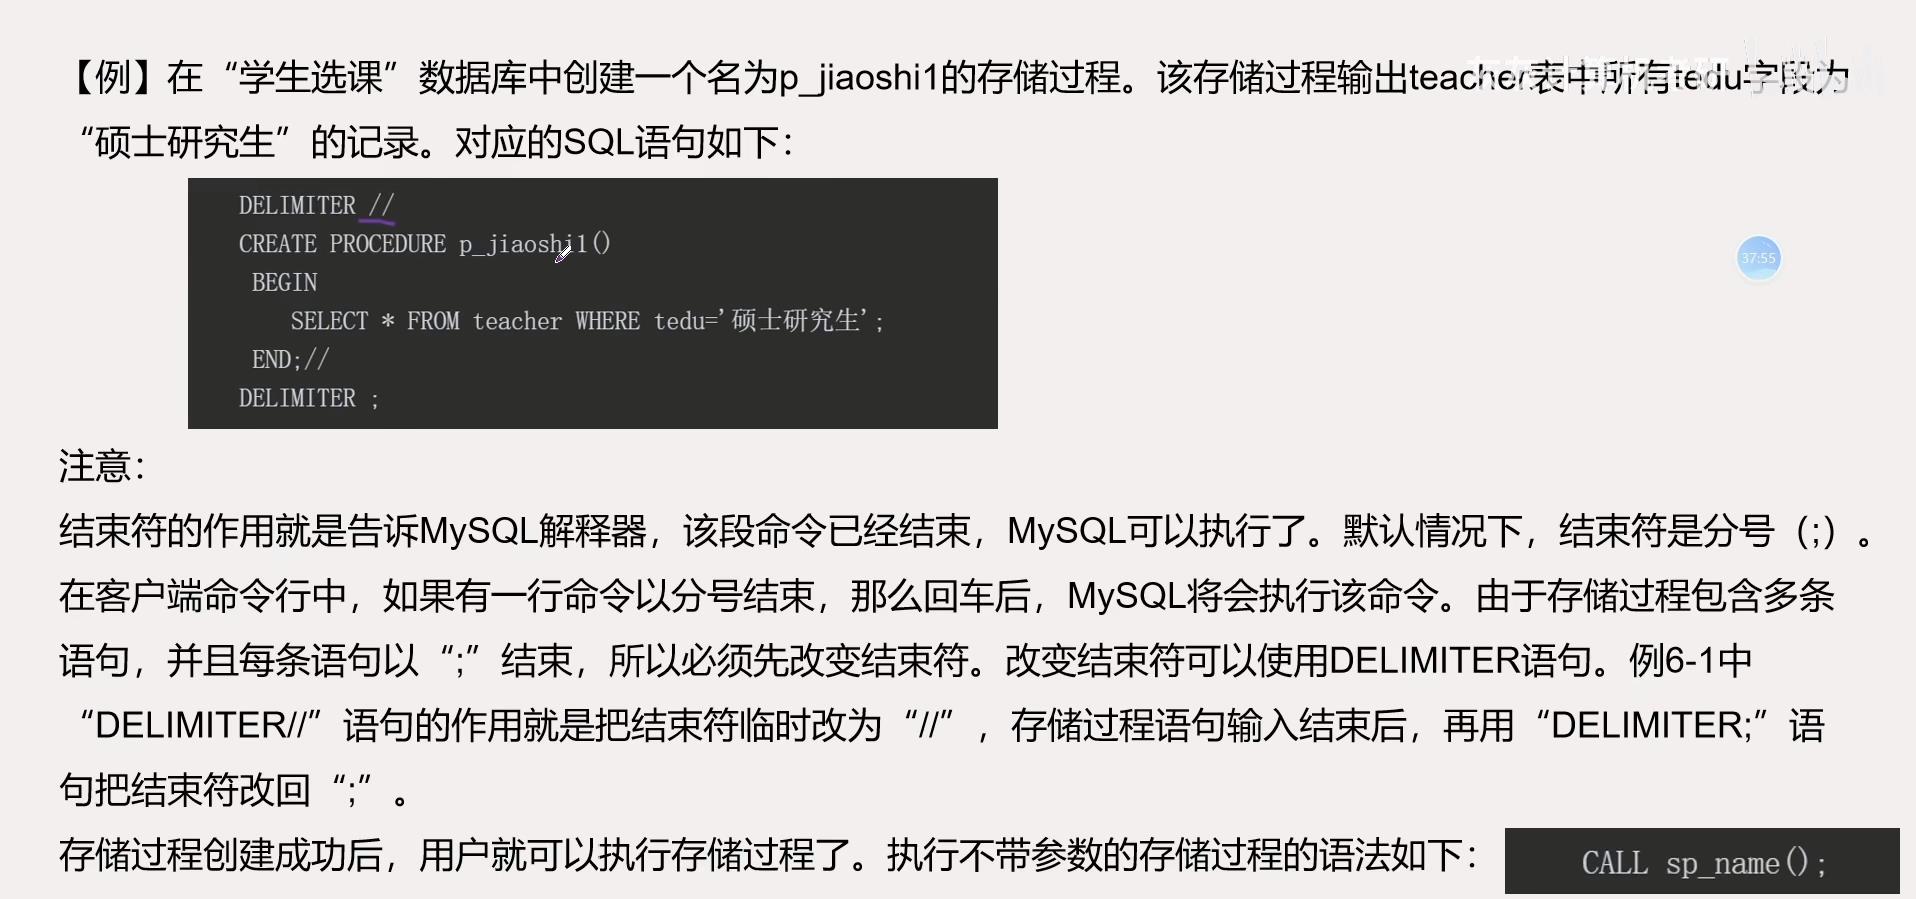 【例】在“学生选课”数据库中创建一个名为p_jiaoshi1的存储过程。该存储过程输出teacher表中所有tedu字段为
“硕士研究生”的记录。对应的SQL语句如下：
DELIMITER //
CREATE PROCEDURE p_jiaoshi1()
BEGIN
SELECT * FROM teacher WHERE tedu='硕士研究生';
END;//
DELIMITER ;
37:55
注意：
结束符的作用就是告诉MySQL解释器，该段命令已经结束，MySQL可以执行了。默认情况下，结束符是分号（;）。
在客户端命令行中，如果有一行命令以分号结束，那么回车后，MySQL将会执行该命令。由于存储过程包含多条
语句，并且每条语句以“;”结束，所以必须先改变结束符。改变结束符可以使用DELIMITER语句。例6-1中
“DELIMITER//”语句的作用就是把结束符临时改为“//”，存储过程语句输入结束后，再用“DELIMITER;”语
句把结束符改回“;”。
存储过程创建成功后，用户就可以执行存储过程了。执行不带参数的存储过程的语法如下：
CALL sp_name();